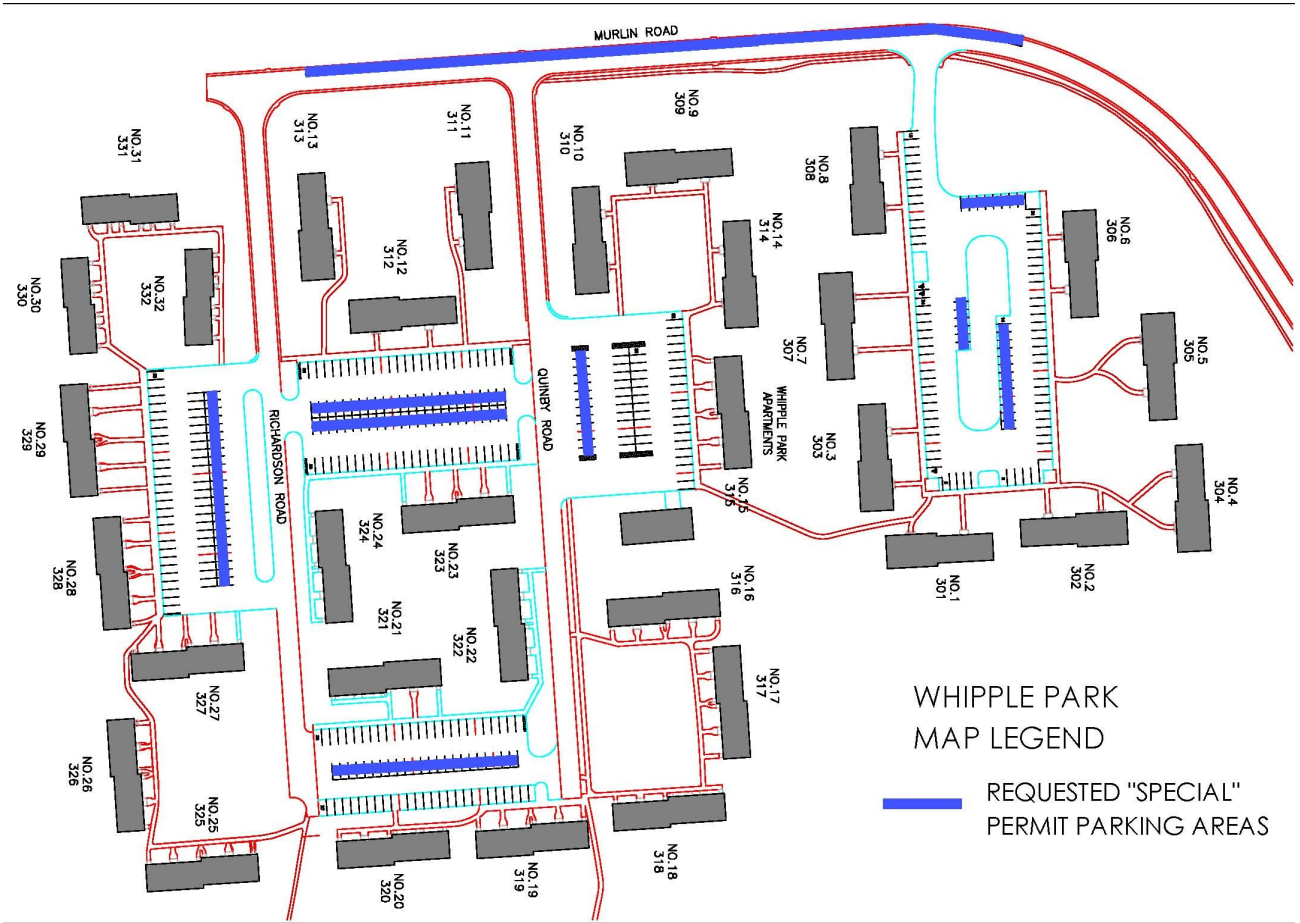 MURLIN ROAD
NO.31
331
NO.13
313
NO.11
311
NO.10
310
NO.9
309
NO.8
308
NO.6
306
NO.30
330
NO.32
332
NO.12
312
NO.14
314
NO.7
307
NO.5
305
NO.29
329
RICHARDSON ROAD
QUINBY ROAD
WHIPPLE PARK
APARTMENTS
NO.3
303
NO.4
304
NO.28
328
NO.24
324
NO.23
323
NO.15
315
NO.1
301
NO.2
302
NO.27
327
NO.21
321
NO.22
322
NO.16
316
NO.17
317
NO.26
326
NO.25
325
NO.20
320
NO.19
319
NO.18
318
WHIPPLE PARK
MAP LEGEND
REQUESTED "SPECIAL"
PERMIT PARKING AREAS